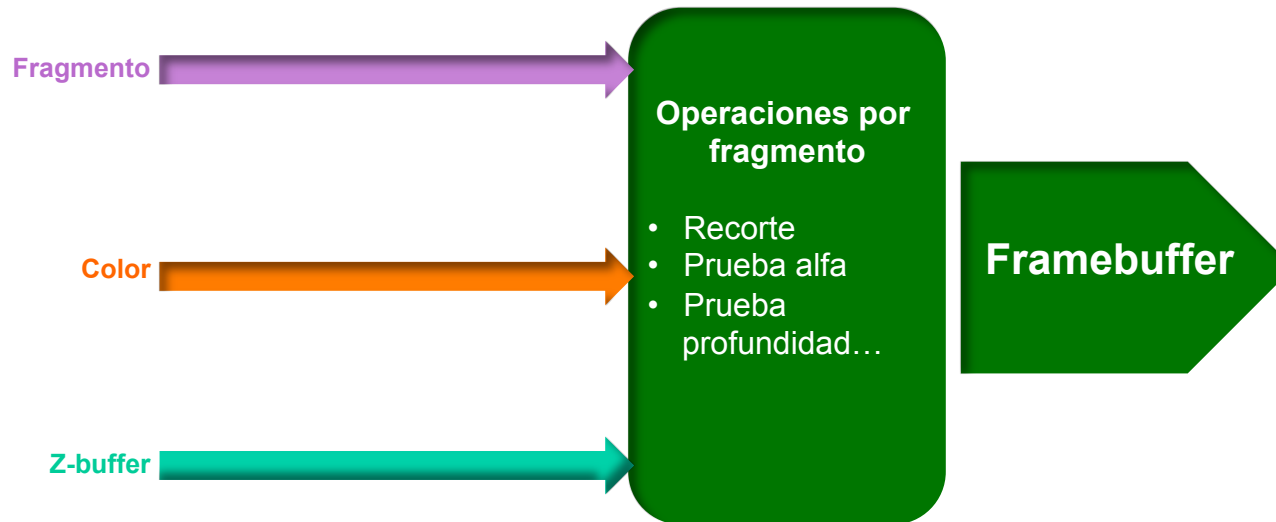 Fragmento
Color
Z-buffer
Operaciones por
fragmento
• Recorte
• Prueba alfa
• Prueba
profundidad…
Framebuffer